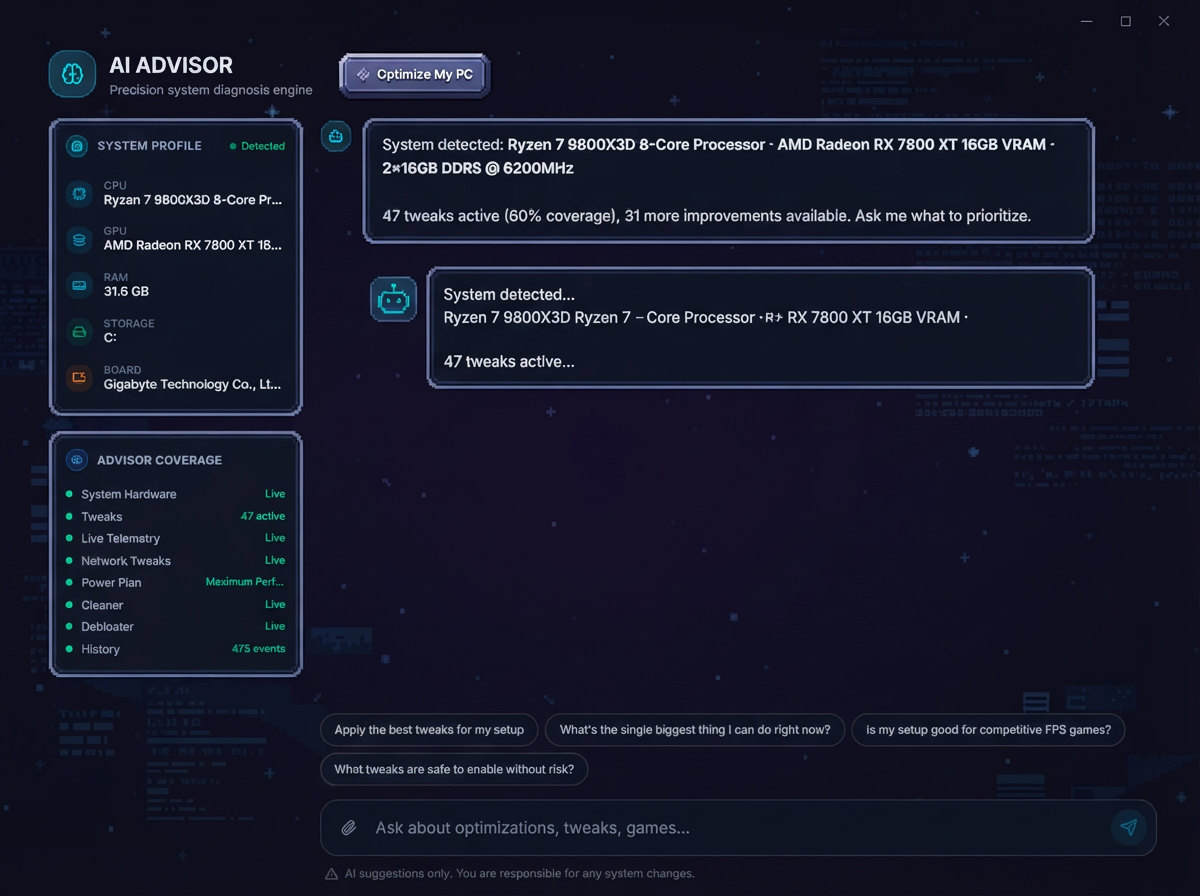 AI ADVISOR
Precision system diagnosis engine
Optimize My PC
SYSTEM PROFILE
Detected
CPU
Ryzan 7 9800X3D 8-Core Pr...
GPU
AMD Radeon RX 7800 XT 16...
RAM
31.6 GB
STORAGE
C:
BOARD
Gigabyte Technology Co., Lt...
ADVISOR COVERAGE
System Hardware Live
Tweaks 47 active
Live Telematry Live
Network Tweaks Live
Power Pian Meximum Perf...
Cleaner Live
Debloater Live
History 475 events
System detected: Ryzen 7 9800X3D 8-Core Processor · AMD Radeon RX 7800 XT 16GB VRAM ·
2×16GB DDRS @ 6200MHz
47 tweaks active (60% coverage), 31 more improvements available. Ask me what to prioritize.
System detected...
Ryzen 7 9800X3D Ryzen 7 – Core Processor · RX 7800 XT 16GB VRAM ·
47 tweaks active...
Appiy the best tweaks for my setup
What's the single biggest thing I can do right now?
is my setup good for competitive FPS games?
What tweaks are safe to enable without risk?
Ask about optimizations, tweaks, games...
AI suggestions only. You are responsible for any system changes.